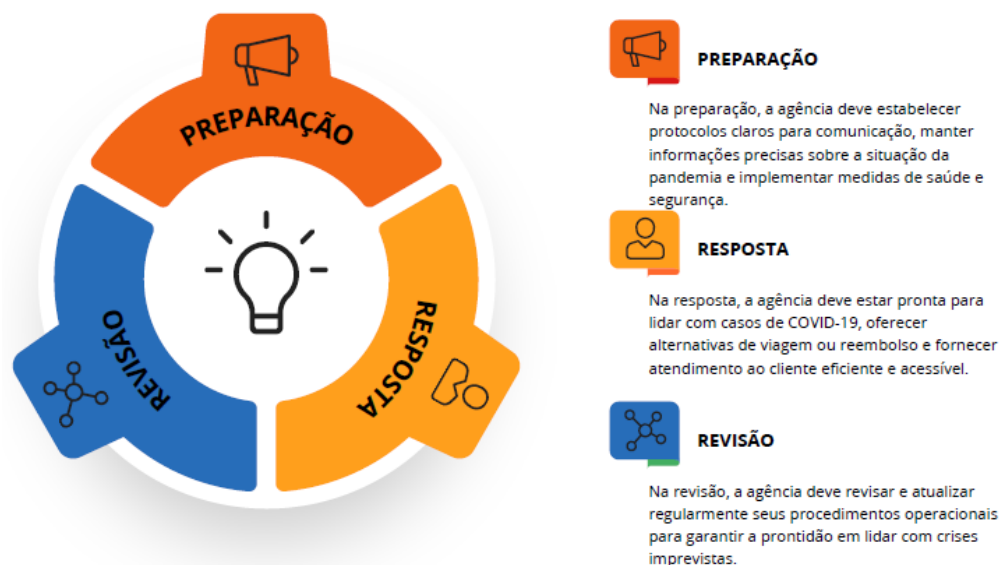 PREPARAÇÃO
RESPOSTA
REVISÃO
PREPARAÇÃO
Na preparação, a agência deve estabelecer
protocolos claros para comunicação, manter
informações precisas sobre a situação da
pandemia e implementar medidas de saúde e
segurança.
RESPOSTA
Na resposta, a agência deve estar pronta para
lidar com casos de COVID-19, oferecer
alternativas de viagem ou reembolso e fornecer
atendimento ao cliente eficiente e acessível.
REVISÃO
Na revisão, a agência deve revisar e atualizar
regularmente seus procedimentos operacionais
para garantir a prontidão em lidar com crises
imprevistas.